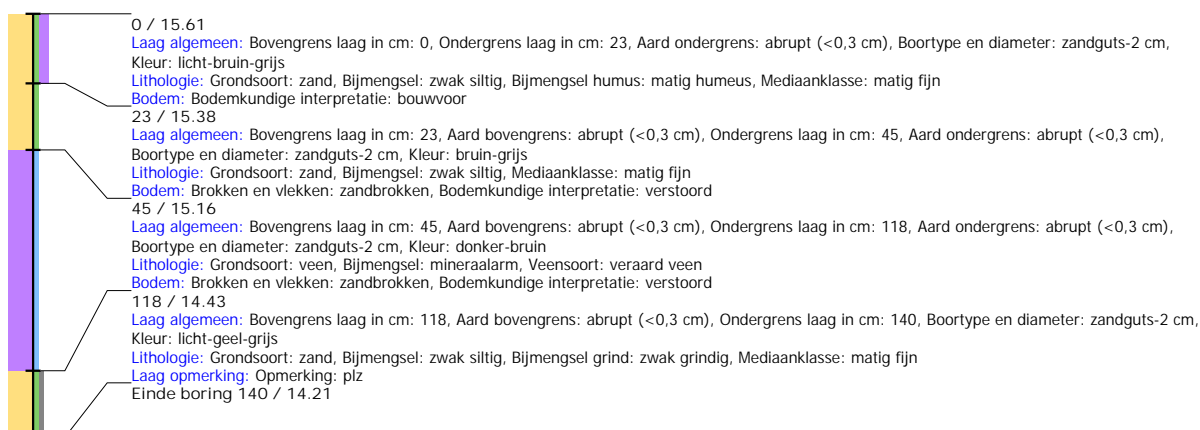 0 / 15.61
Laag algemeen: Bovengrens laag in cm: 0, Ondergrens laag in cm: 23, Aard ondergrens: abrupt (<0,3 cm), Boortype en diameter: zandguts-2 cm,
Kleur: licht-bruin-grijs
Lithologie: Grondsoort: zand, Bijmengsel: zwak siltig, Bijmengsel humus: matig humeus, Mediaanklasse: matig fijn
Bodem: Bodemkundige interpretatie: bouwvoor
23 / 15.38
Laag algemeen: Bovengrens laag in cm: 23, Aard bovengrens: abrupt (<0,3 cm), Ondergrens laag in cm: 45, Aard ondergrens: abrupt (<0,3 cm),
Boortype en diameter: zandguts-2 cm, Kleur: bruin-grijs
Lithologie: Grondsoort: zand, Bijmengsel: zwak siltig, Mediaanklasse: matig fijn
Bodem: Brokken en vlekken: zandbrokken, Bodemkundige interpretatie: verstoord
45 / 15.16
Laag algemeen: Bovengrens laag in cm: 45, Aard bovengrens: abrupt (<0,3 cm), Ondergrens laag in cm: 118, Aard ondergrens: abrupt (<0,3 cm),
Boortype en diameter: zandguts-2 cm, Kleur: donker-bruin
Lithologie: Grondsoort: veen, Bijmengsel: mineraalarm, Veensoort: veraard veen
Bodem: Brokken en vlekken: zandbrokken, Bodemkundige interpretatie: verstoord
118 / 14.43
Laag algemeen: Bovengrens laag in cm: 118, Aard bovengrens: abrupt (<0,3 cm), Ondergrens laag in cm: 140, Boortype en diameter: zandguts-2 cm,
Kleur: licht-geel-grijs
Lithologie: Grondsoort: zand, Bijmengsel: zwak siltig, Bijmengsel grind: zwak grindig, Mediaanklasse: matig fijn
Laag opmerking: Opmerking: plz
Einde boring 140 / 14.21